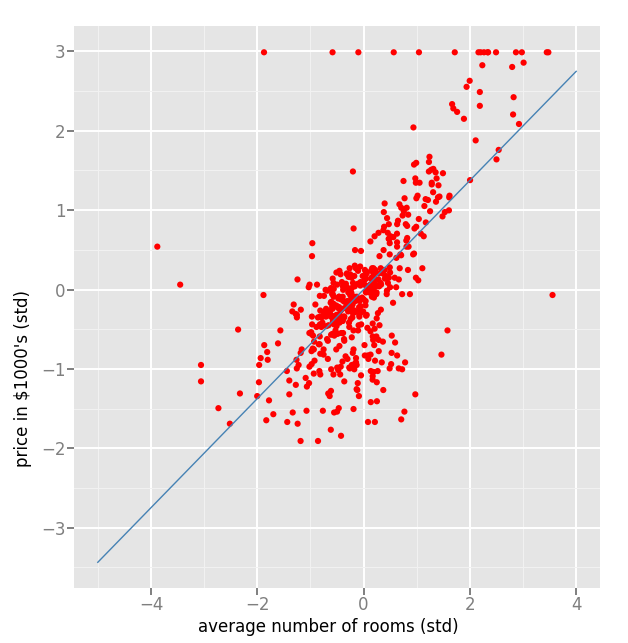 3
2
1
0
−1
−2
−3
price in $1000's (std)
−4 −2 0 2 4
average number of rooms (std)